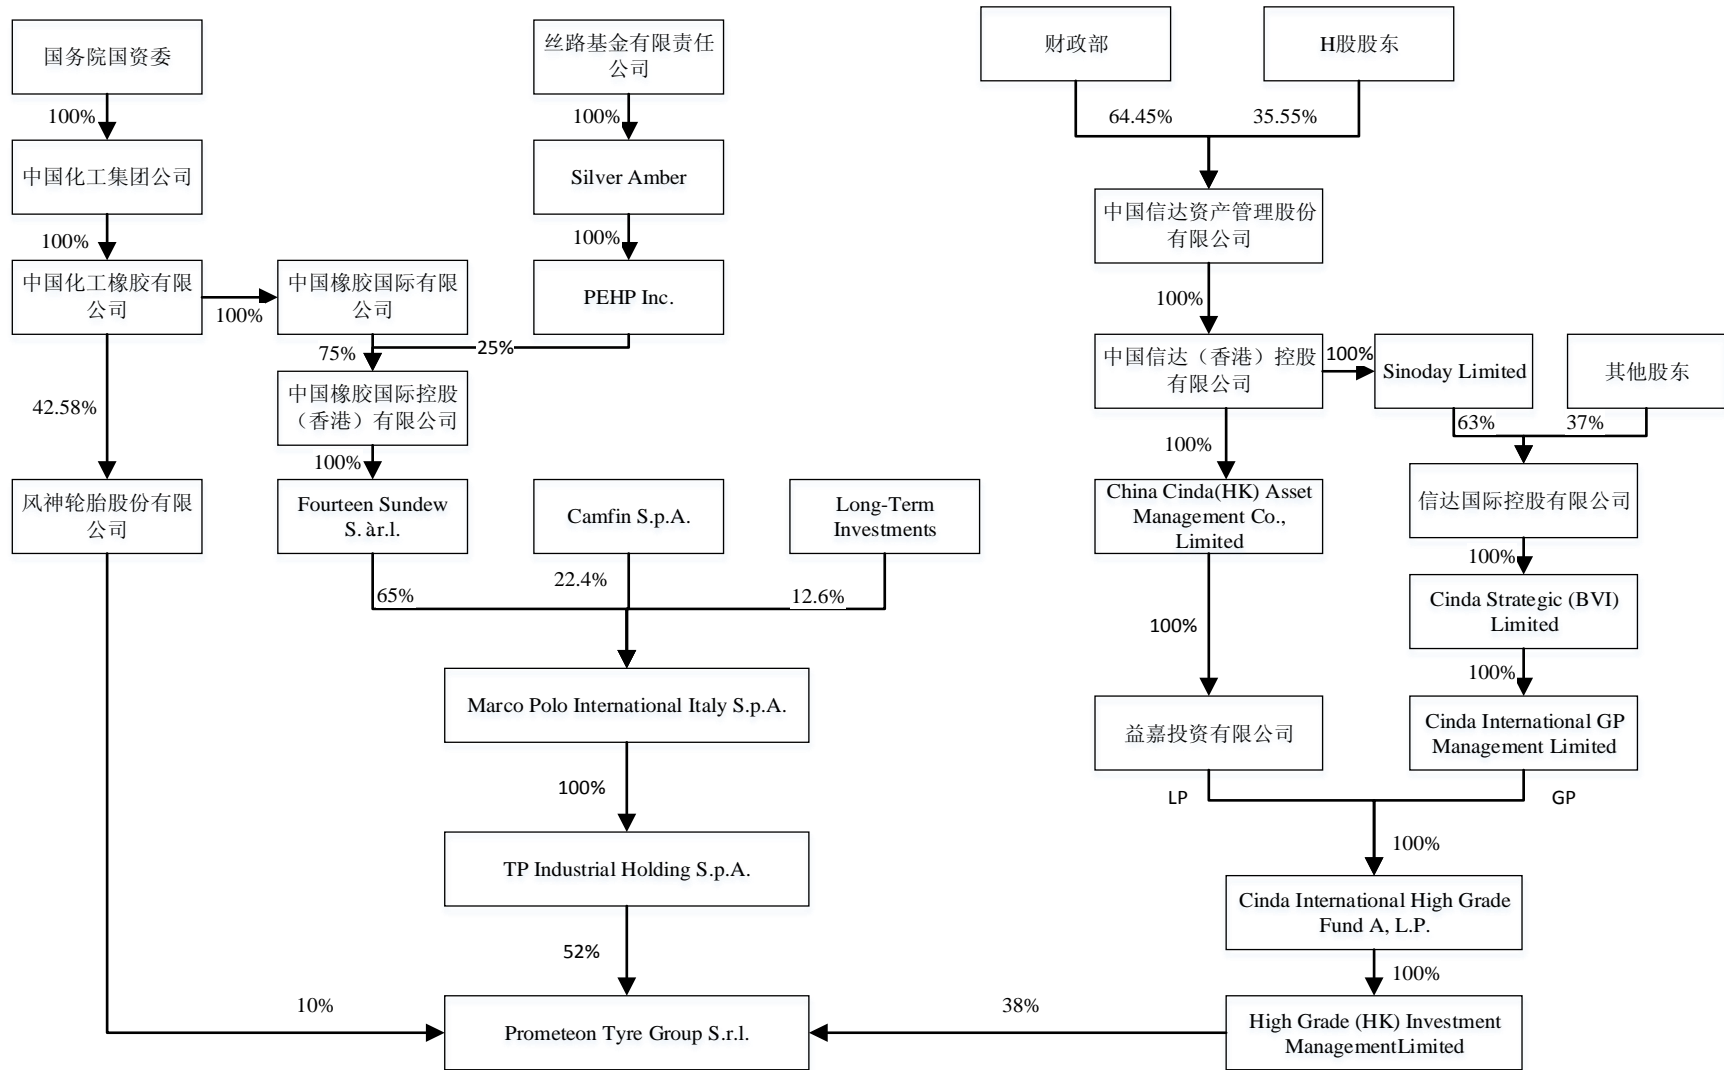 国务院国资委
丝路基金有限责任
公司
财政部
H股股东
100%
100%
64.45%
35.55%
中国化工集团公司
Silver Amber
中国信达资产管理股份
有限公司
100%
100%
中国化工橡胶有限
公司
100%
中国橡胶国际有限
公司
PEHP Inc.
100%
75%
25%
中国信达（香港）控股
有限公司
100%
Sinoday Limited
其他股东
42.58%
中国橡胶国际控股
（香港）有限公司
63%
37%
100%
100%
风神轮胎股份有限
公司
Fourteen Sundew
S. àr.l.
Camfin S.p.A.
Long-Term
Investments
China Cinda(HK) Asset
Management Co.,
Limited
信达国际控股有限公司
65%
22.4%
12.6%
100%
100%
Cinda Strategic (BVI)
Limited
100%
Marco Polo International Italy S.p.A.
益嘉投资有限公司
Cinda International GP
Management Limited
100%
LP
GP
100%
TP Industrial Holding S.p.A.
Cinda International High Grade
Fund A, L.P.
52%
100%
10%
Prometeon Tyre Group S.r.l.
38%
High Grade (HK) Investment
ManagementLimited